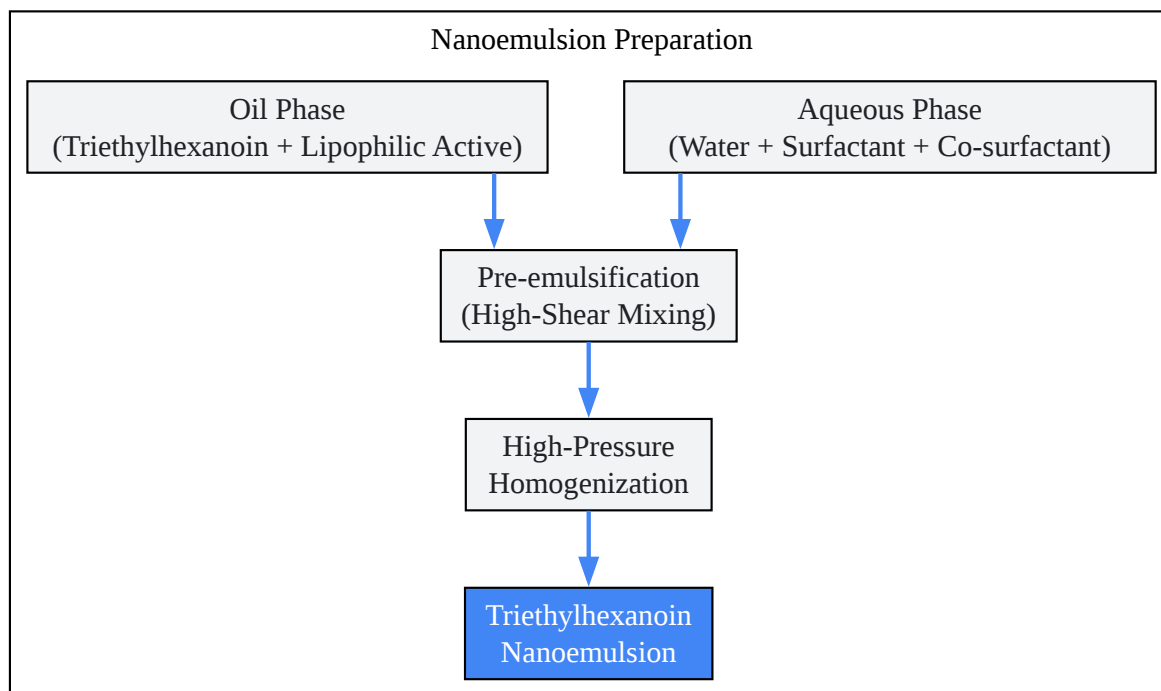 Nanoemulsion Preparation
Oil Phase
(Triethylhexanoin + Lipophilic Active)
Aqueous Phase
(Water + Surfactant + Co-surfactant)
Pre-emulsification
(High-Shear Mixing)
High-Pressure
Homogenization
Triethylhexanoin
Nanoemulsion